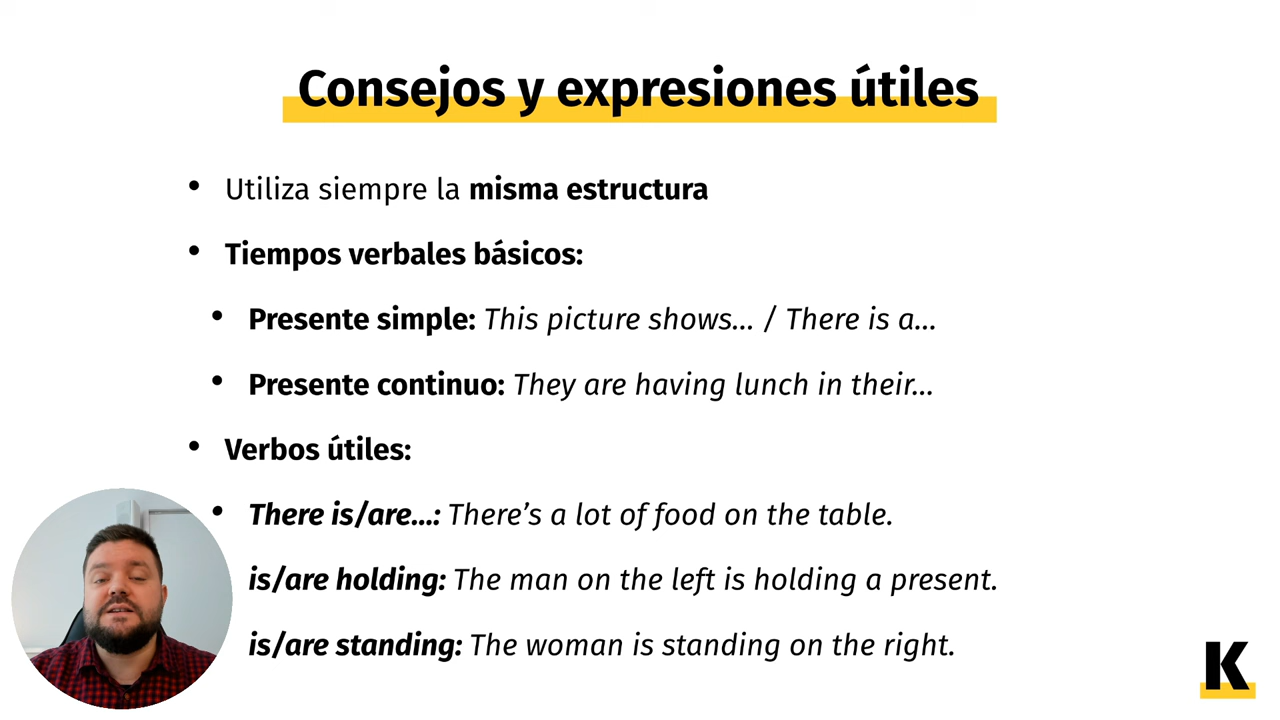 Consejos y expresiones útiles
• Utiliza siempre la misma estructura
• Tiempos verbales básicos:
• Presente simple: This picture shows... / There is a...
• Presente continuo: They are having lunch in their...
• Verbos útiles:
• There is/are...: There’s a lot of food on the table.
is/are holding: The man on the left is holding a present.
is/are standing: The woman is standing on the right.
K